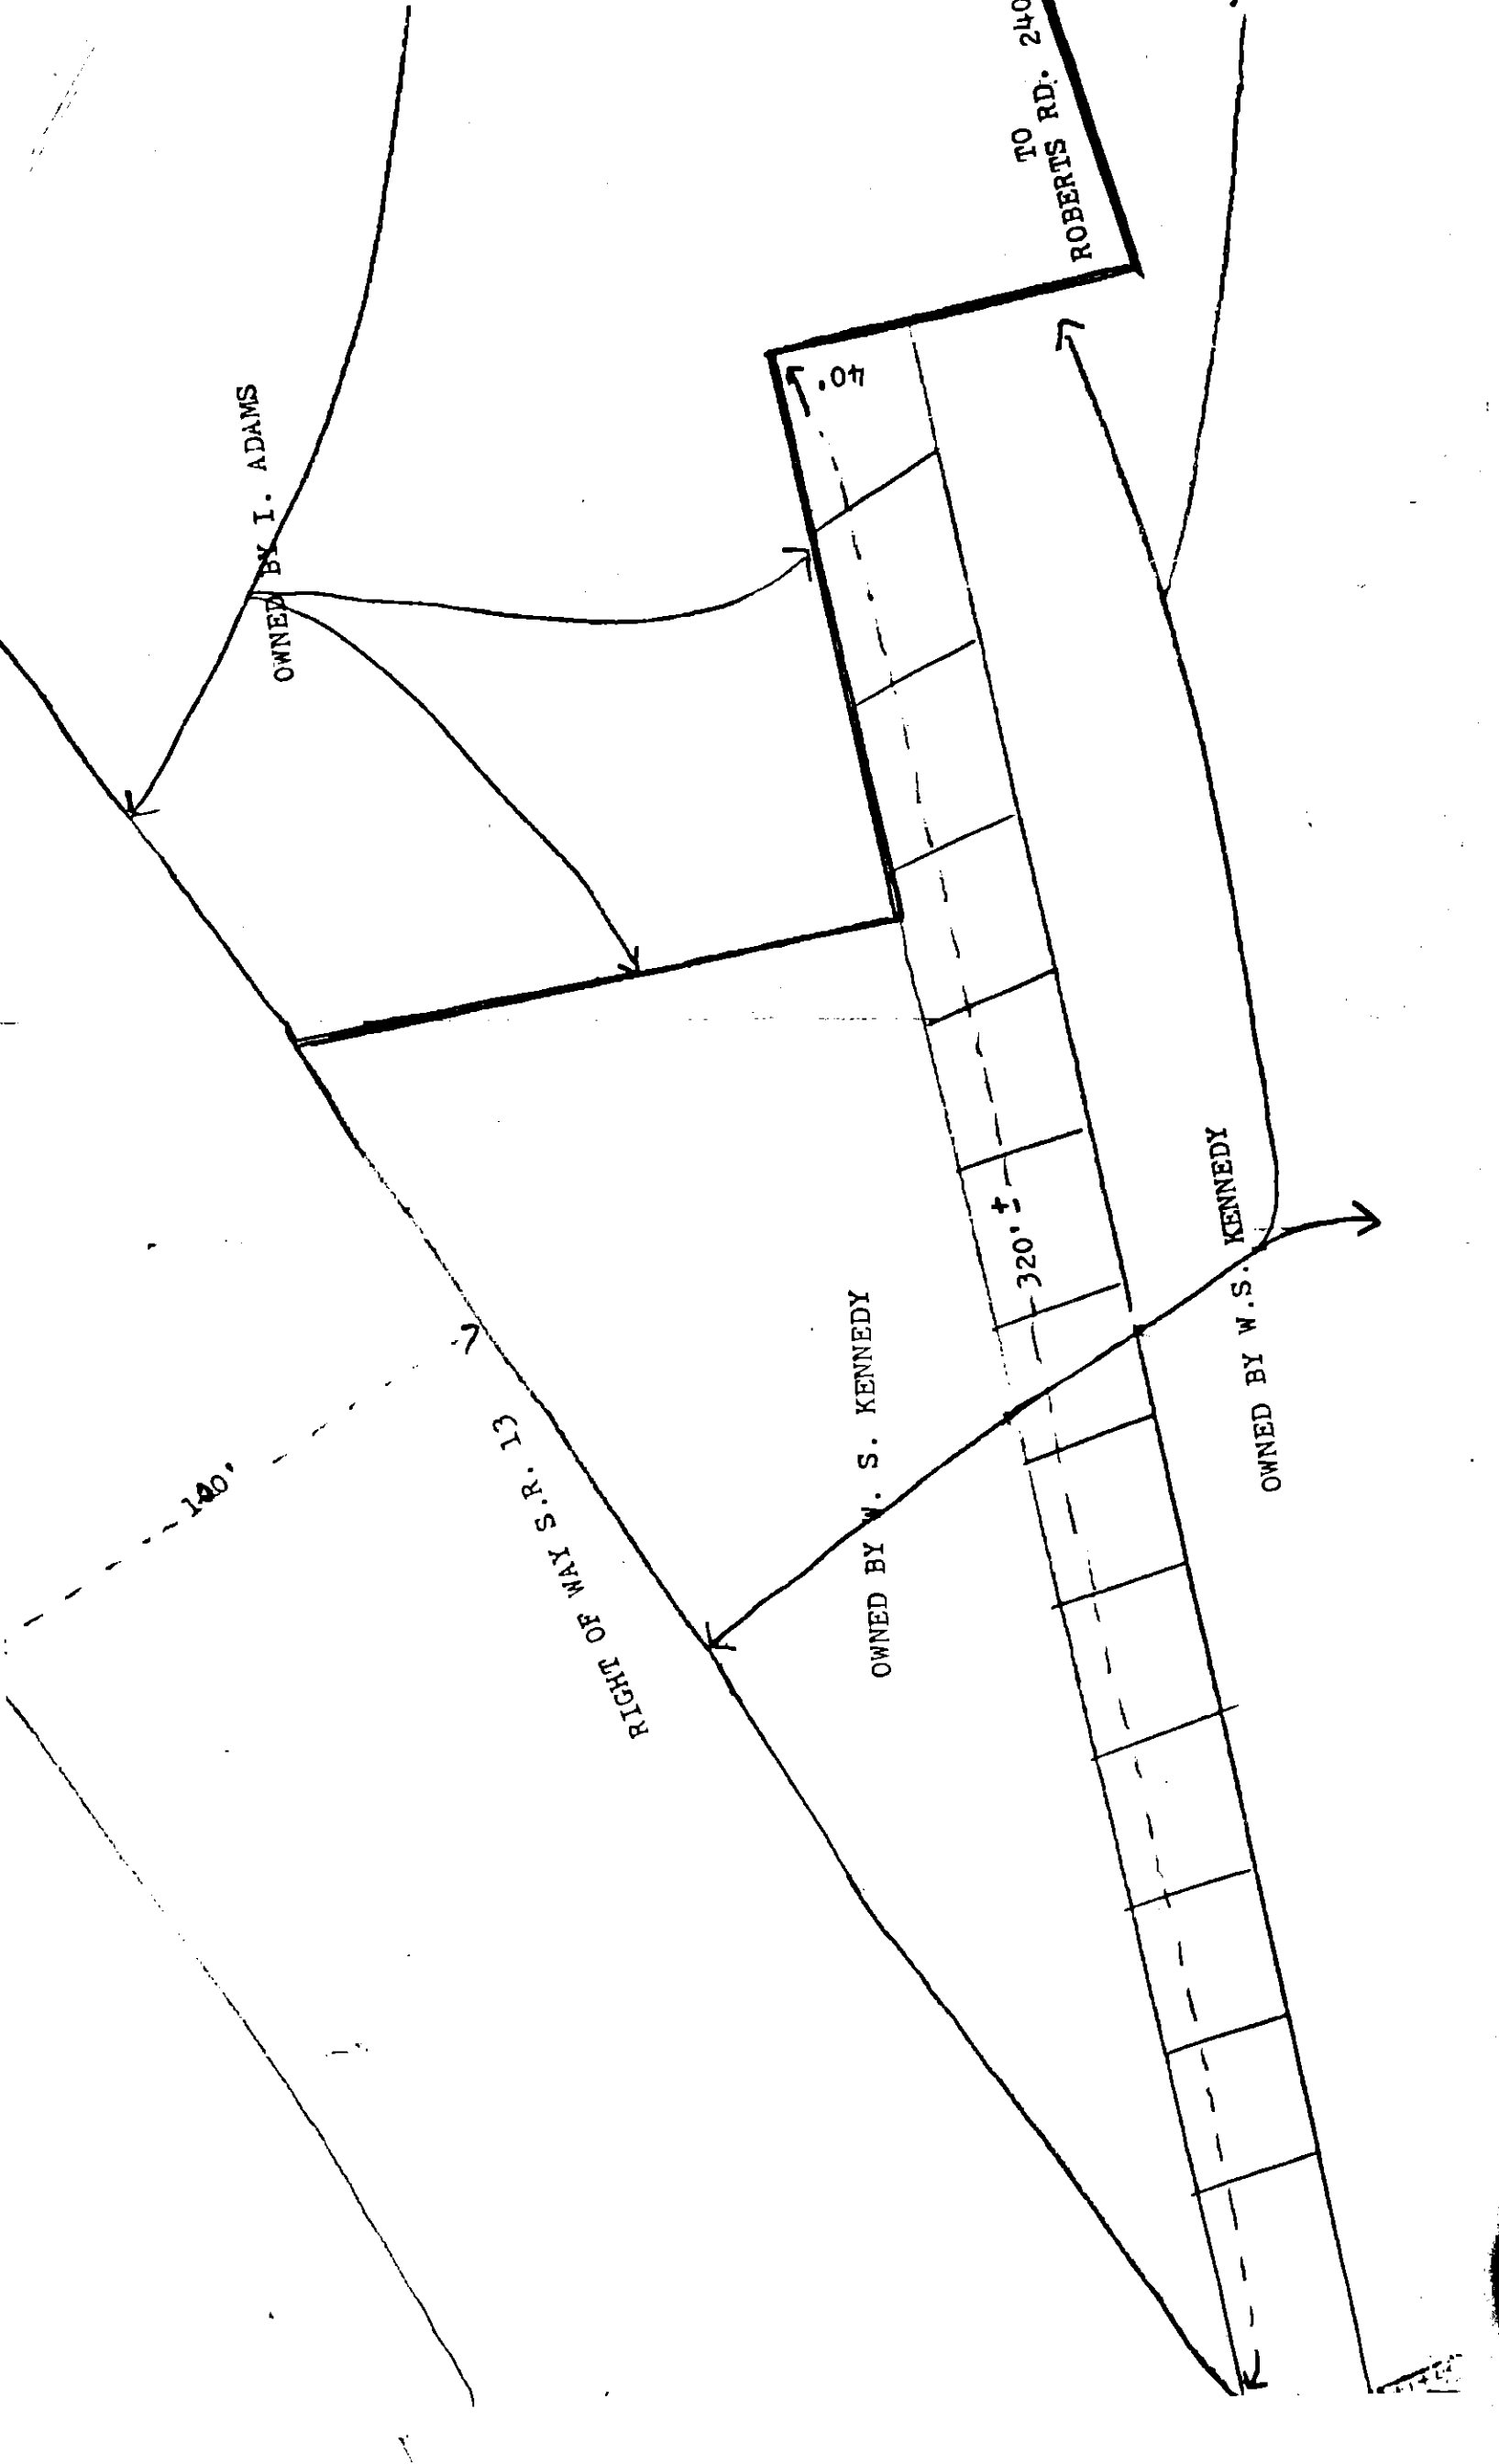 OWNED BY I. ADAMS
TO
ROBERTS RD. 240
40'
RIGHT OF WAY S.R. 13
OWNED BY W. S. KENNEDY
320' ±
OWNED BY W.S. KENNEDY